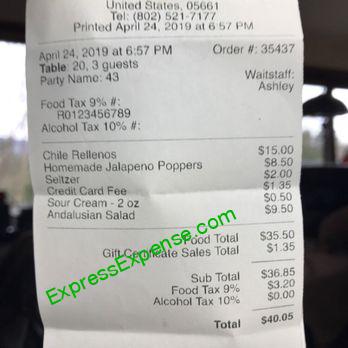 United States, 05661
Tel: (802) 521-7177
Printed April 24, 2019 at 6:57 PM
April 24, 2019 at 6:57 PM Order #: 35437
Table: 20, 3 guests
Party Name: 43 Waitstaff:
Ashley
Food Tax 9% #:
R0123456789
Alcohol Tax 10% #:
Chile Rellenos $15.00
Homemade Jalapeno Poppers $8.50
Seltzer $2.00
Credit Card Fee $1.35
Sour Cream - 2 oz $0.50
Andalusian Salad $9.50
Food Total $35.50
Gift Certificate Sales Total $1.35
Sub Total $36.85
Food Tax 9% $3.20
Alcohol Tax 10% $0.00
Total $40.05
ExpressExpense.com